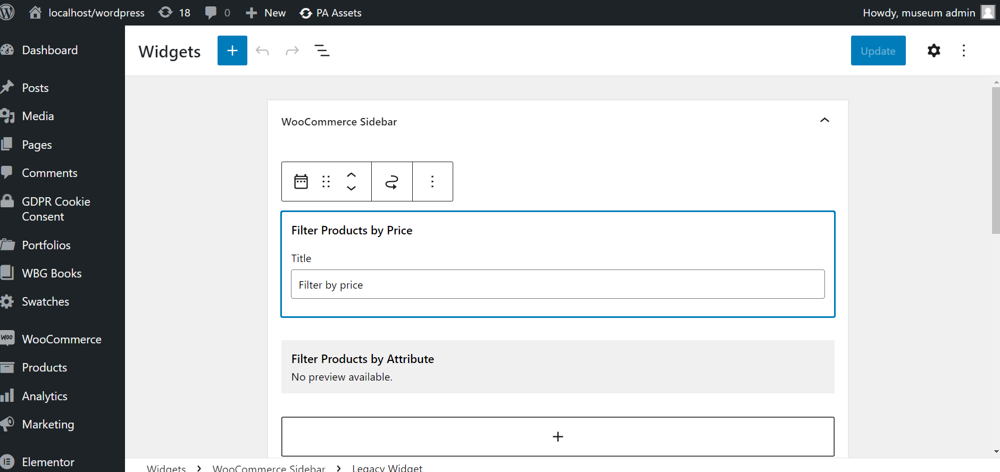 localhost/wordpress 18 0 New PA Assets Howdy, museum admin
Dashboard
Posts
Media
Pages
Comments
GDPR Cookie
Consent
Portfolios
WBG Books
Swatches
Woo WooCommerce
Products
Analytics
Marketing
Elementor
Widgets
Update
WooCommerce Sidebar
Filter Products by Price
Title
Filter by price
Filter Products by Attribute
No preview available.
Widgets > WooCommerce Sidebar > Legacy Widget